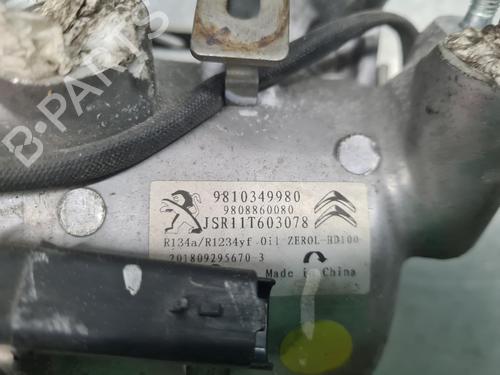 B-PARTS
9810349980
9808860080
JSR11T603078
R134a/R1234yf Oil ZEROL-HD100
201809295670-3
Made in China